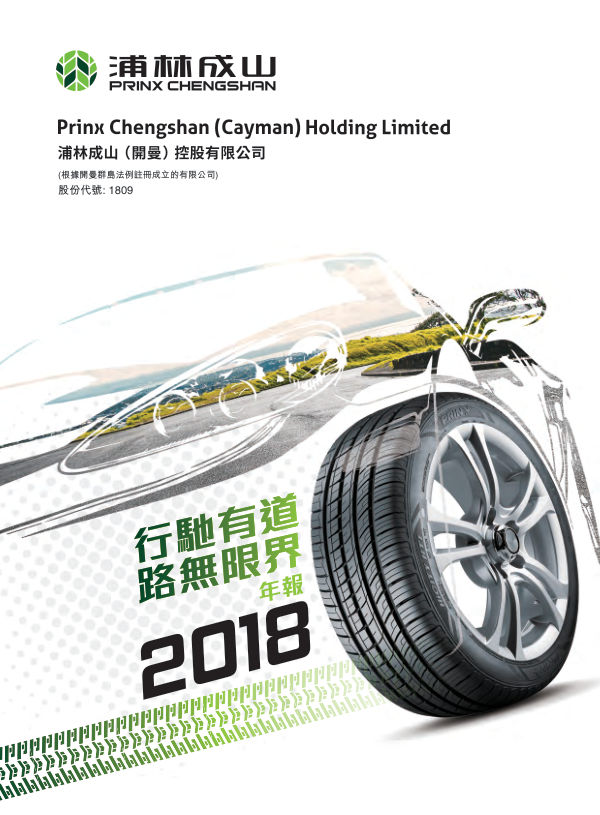 浦林成山
PRINX CHENGSHAN
Prinx Chengshan (Cayman) Holding Limited
浦林成山（開曼）控股有限公司
(根據開曼群島法例註冊成立的有限公司)
股份代號: 1809
PRINX
行馳有道
路無限界
年報
2018